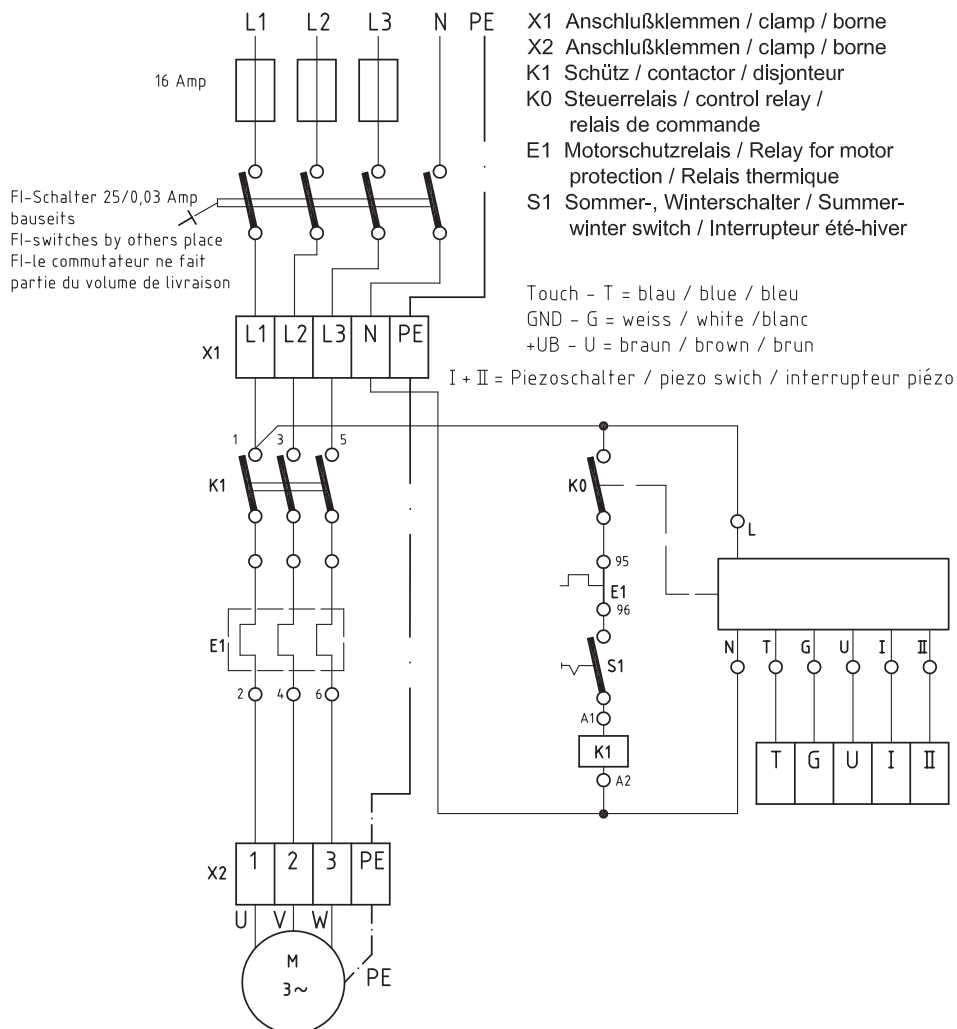 L1 L2 L3 N PE
16 Amp
X1 Anschlußklemmen / clamp / borne
X2 Anschlußklemmen / clamp / borne
K1 Schütz / contactor / disjonteur
K0 Steuerrelais / control relay /
relais de commande
E1 Motorschutzrelais / Relay for motor
protection / Relais thermique
S1 Sommer-, Winterschalter / Summer-
winter switch / Interrupteur été-hiver
FI-Schalter 25/0,03 Amp
bauseits
FI-switches by others place
FI-le commutateur ne fait
partie du volume de livraison
Touch - T = blau / blue / bleu
GND - G = weiss / white /blanc
+UB - U = braun / brown / brun
I + II = Piezoschalter / piezo swich / interrupteur piézo
X1 L1 L2 L3 N PE
1 3 5
K1
K0
L
95
E1
96
E1
N T G U I II
S1
2 4 6
A1
K1
A2
T G U I II
X2 1 2 3 PE
U V W
M
3~
PE